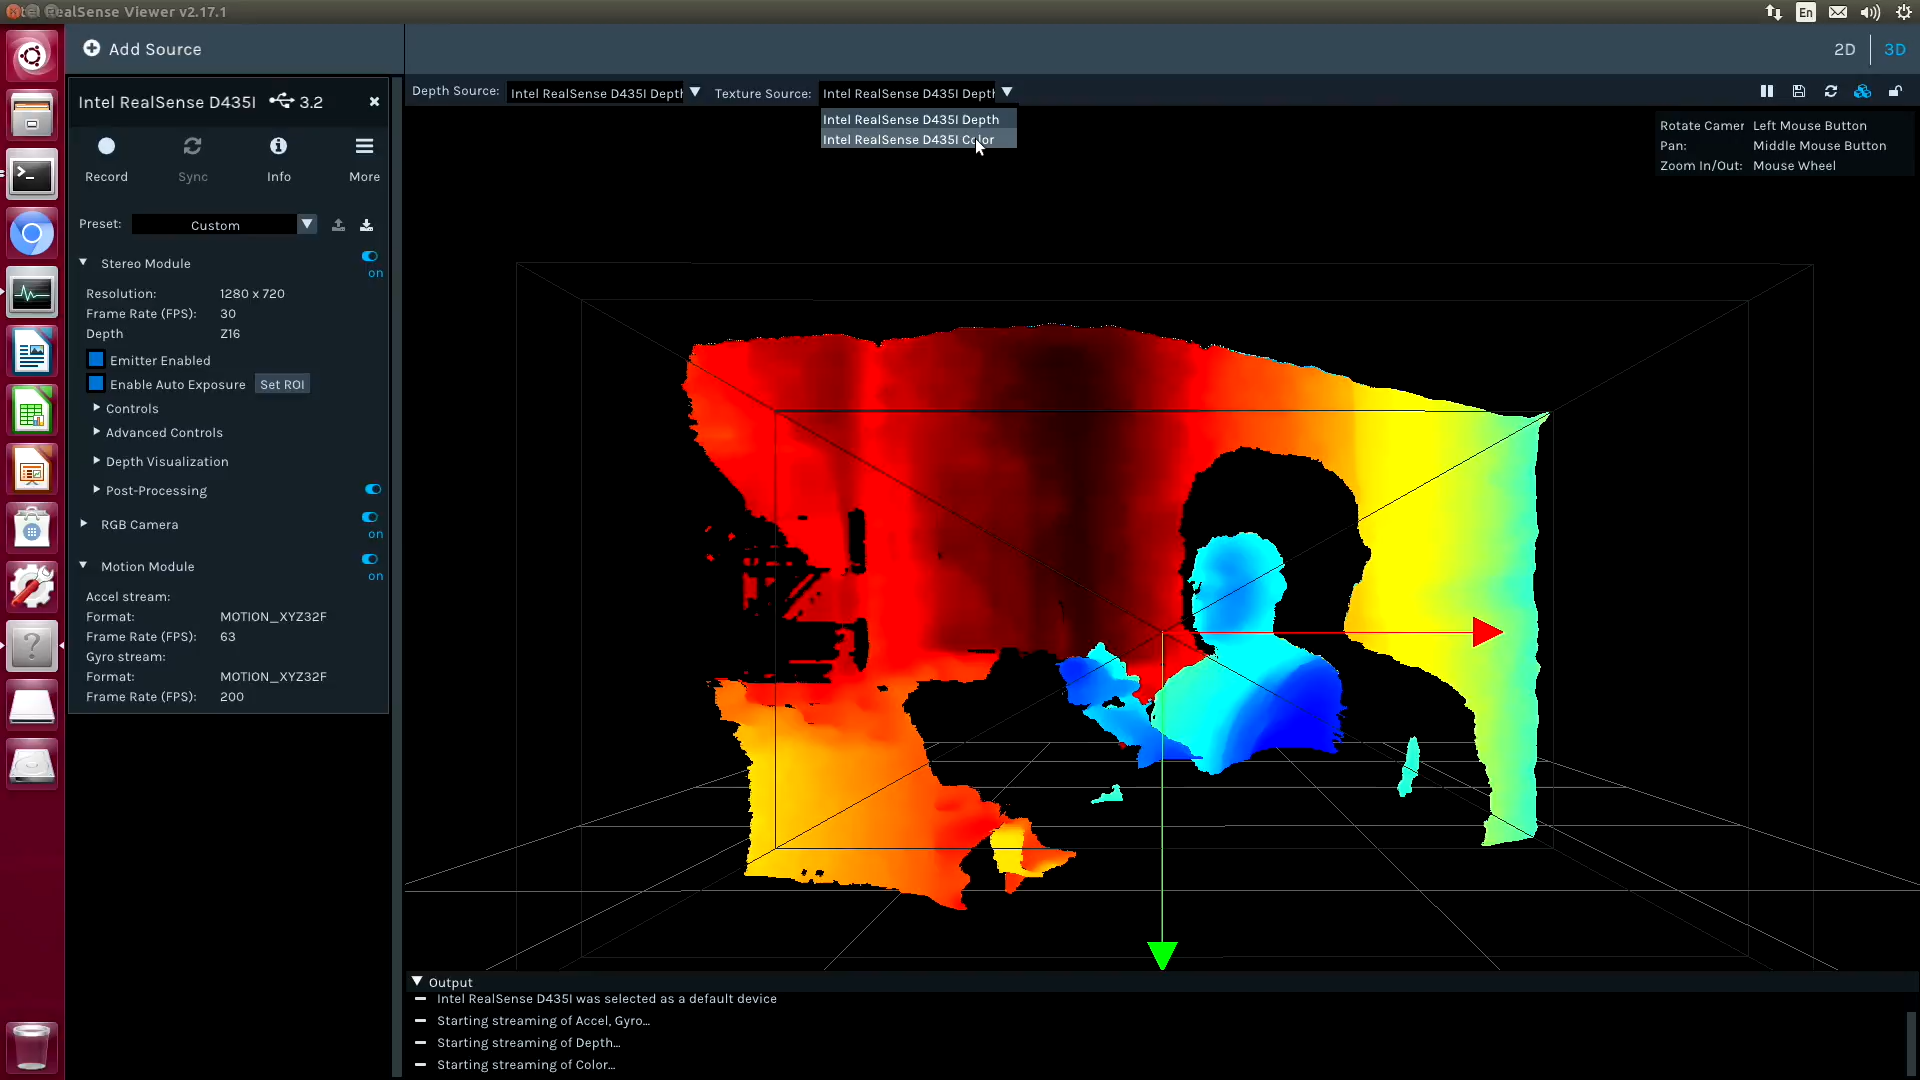 RealSense Viewer v2.17.1
En
Add Source
2D
3D
Intel RealSense D435I 3.2
Depth Source: Intel RealSense D435I Depth Texture Source: Intel RealSense D435I Depth
Intel RealSense D435I Depth
Intel RealSense D435I Color
Rotate Camer Left Mouse Button
Pan: Middle Mouse Button
Zoom In/Out: Mouse Wheel
Record Sync Info More
Preset: Custom
Stereo Module
on
Resolution: 1280 x 720
Frame Rate (FPS): 30
Depth Z16
Emitter Enabled
Enable Auto Exposure Set ROI
Controls
Advanced Controls
Depth Visualization
Post-Processing
RGB Camera
on
Motion Module
on
Accel stream:
Format: MOTION_XYZ32F
Frame Rate (FPS): 63
Gyro stream:
Format: MOTION_XYZ32F
Frame Rate (FPS): 200
Output
Intel RealSense D435I was selected as a default device
Starting streaming of Accel, Gyro...
Starting streaming of Depth...
Starting streaming of Color...